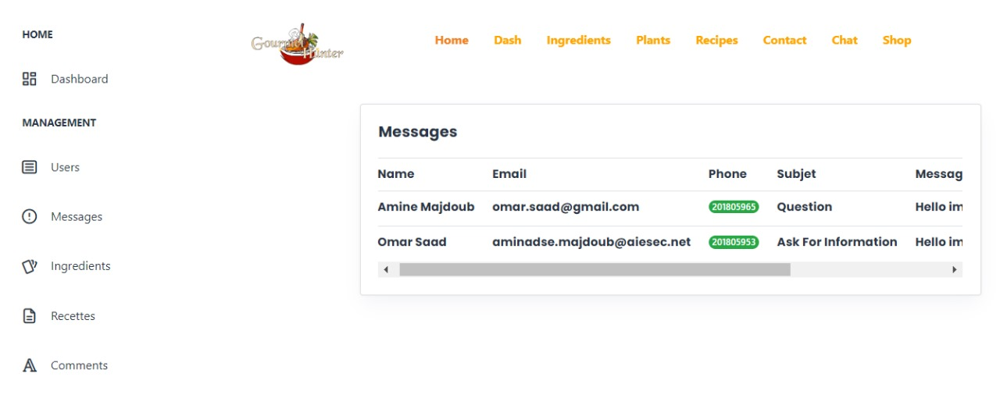 HOME
Dashboard
MANAGEMENT
Users
Messages
Ingredients
Recettes
Comments
Gourmet
Hunter
Home Dash Ingredients Plants Recipes Contact Chat Shop
Messages
Name Email Phone Subjet Messag
Amine Majdoub omar.saad@gmail.com 201805965 Question Hello im
Omar Saad aminadse.majdoub@aiesec.net 201805953 Ask For Information Hello im